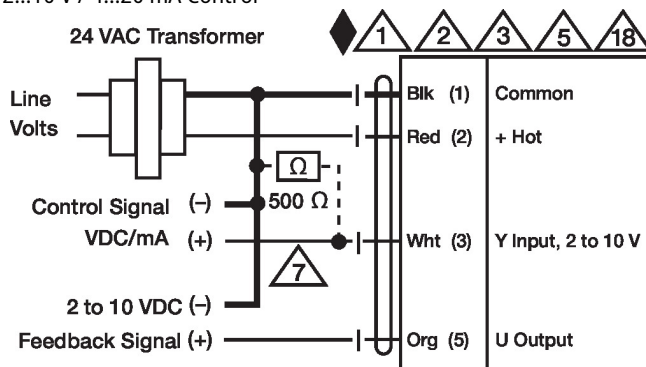 2...10 V / 4...20 mA Control
24 VAC Transformer
1 2 3 5 18
Line
Volts
Blk (1) Common
Red (2) + Hot
Ω
500 Ω
Control Signal (–)
VDC/mA (+)
Wht (3) Y Input, 2 to 10 V
7
2 to 10 VDC (–)
Feedback Signal (+)
Org (5) U Output